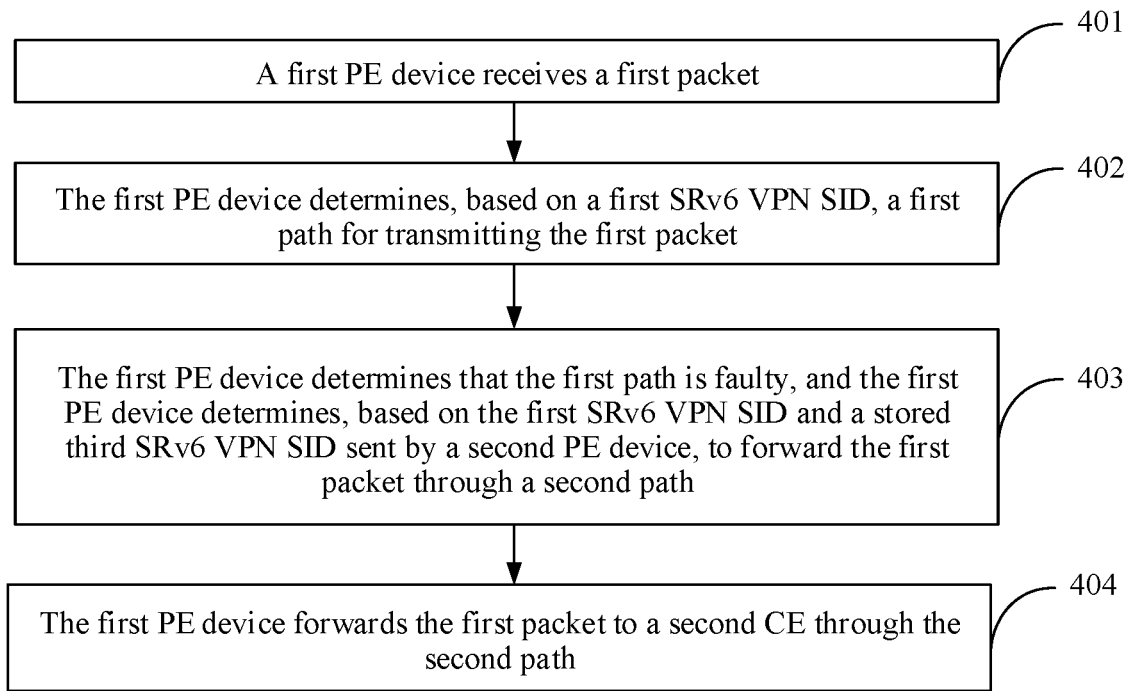 401
A first PE device receives a first packet
402
The first PE device determines, based on a first SRv6 VPN SID, a first
path for transmitting the first packet
403
The first PE device determines that the first path is faulty, and the first
PE device determines, based on the first SRv6 VPN SID and a stored
third SRv6 VPN SID sent by a second PE device, to forward the first
packet through a second path
404
The first PE device forwards the first packet to a second CE through the
second path